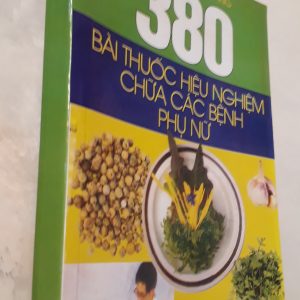 380
BÀI THUỐC HIỆU NGHIỆM
CHỮA CÁC BỆNH
PHỤ NỮ